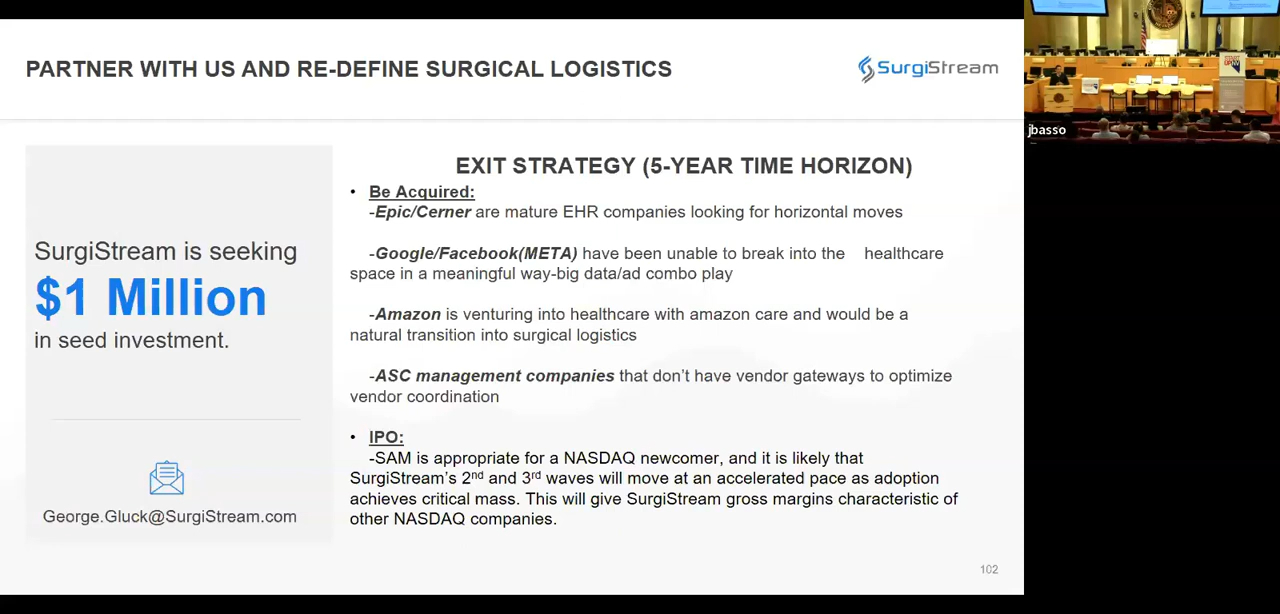 PARTNER WITH US AND RE-DEFINE SURGICAL LOGISTICS
SurgiStream
SurgiStream is seeking
$1 Million
in seed investment.
George.Gluck@SurgiStream.com
EXIT STRATEGY (5-YEAR TIME HORIZON)
• Be Acquired:
-Epic/Cerner are mature EHR companies looking for horizontal moves
-Google/Facebook(META) have been unable to break into the healthcare
space in a meaningful way-big data/ad combo play
-Amazon is venturing into healthcare with amazon care and would be a
natural transition into surgical logistics
-ASC management companies that don't have vendor gateways to optimize
vendor coordination
• IPO:
-SAM is appropriate for a NASDAQ newcomer, and it is likely that
SurgiStream's 2nd and 3rd waves will move at an accelerated pace as adoption
achieves critical mass. This will give SurgiStream gross margins characteristic of
other NASDAQ companies.
102
jbasso